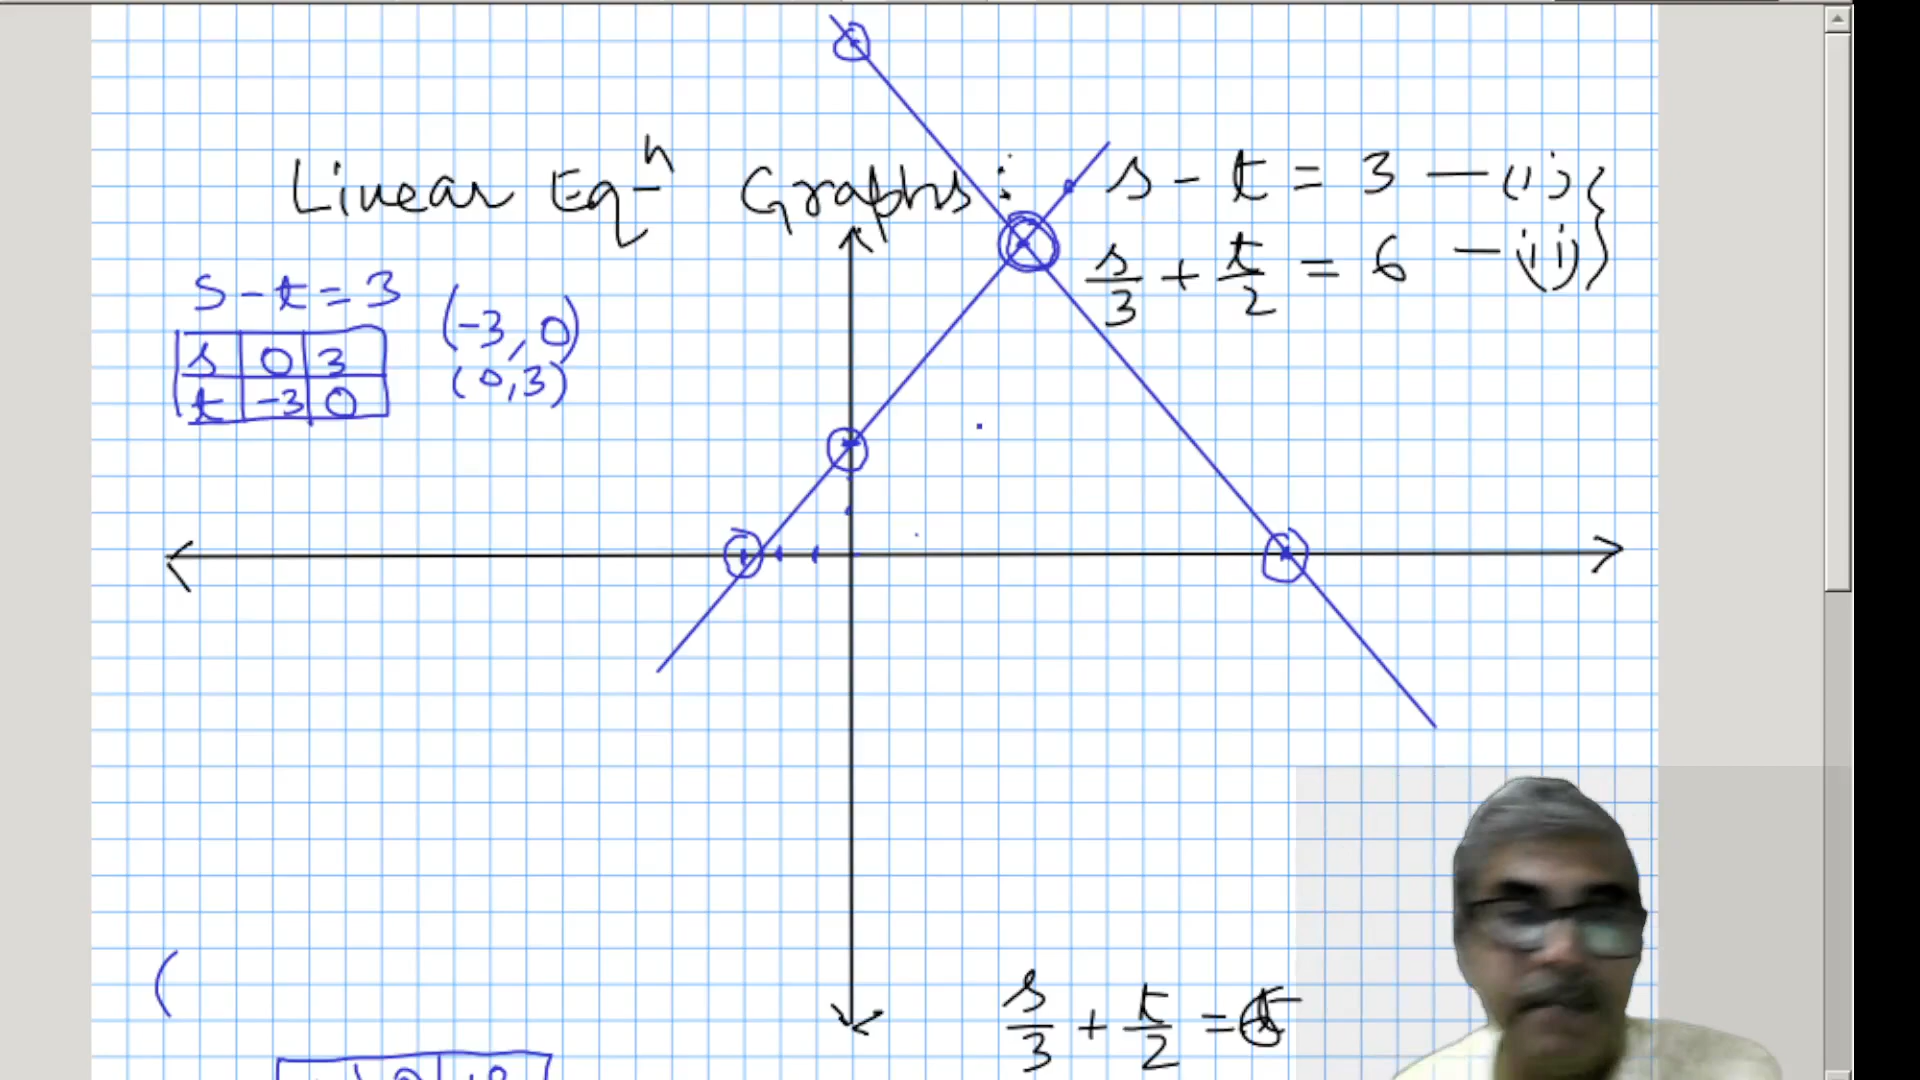 Linear Eqⁿ Graphs : s - t = 3 — (i) }
s/3 + t/2 = 6 — (ii)
s - t = 3
s 0 3
t -3 0
(-3, 0)
(0, 3)
(
s/3 + t/2 =